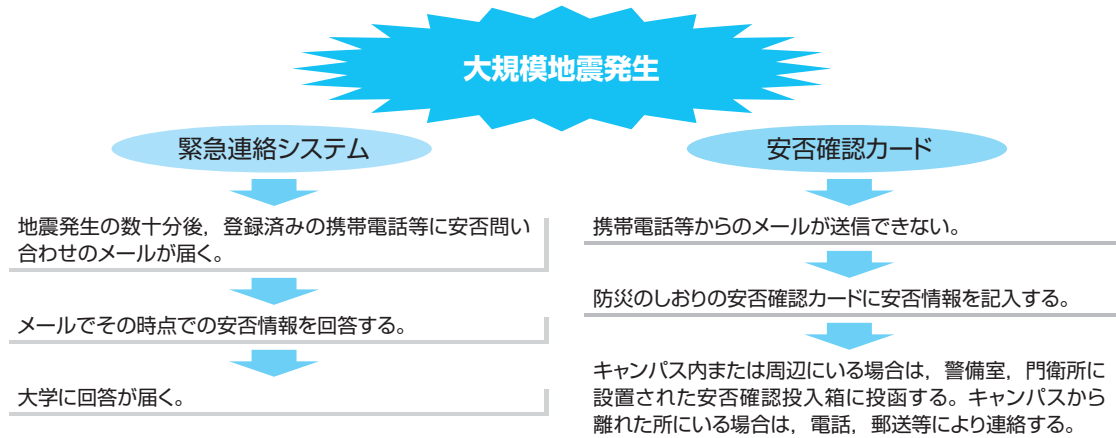 大規模地震発生
緊急連絡システム
地震発生の数十分後，登録済みの携帯電話等に安否問い
合わせのメールが届く。
メールでその時点での安否情報を回答する。
大学に回答が届く。
安否確認カード
携帯電話等からのメールが送信できない。
防災のしおりの安否確認カードに安否情報を記入する。
キャンパス内または周辺にいる場合は，警備室，門衛所に
設置された安否確認投入箱に投函する。キャンパスから
離れた所にいる場合は，電話，郵送等により連絡する。